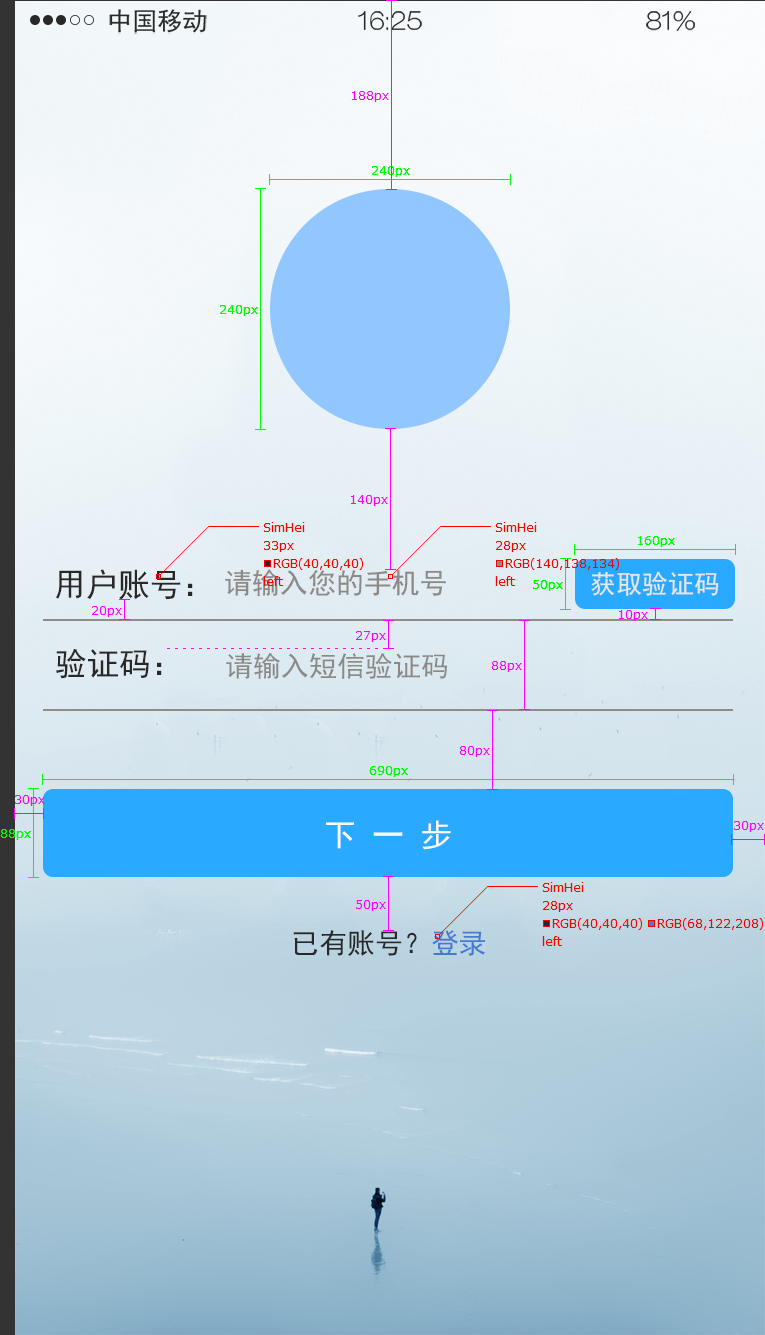 ●●●○○ 中国移动 16:25 81%
188px
240px
240px
140px
SimHei
33px
RGB(40,40,40)
left
SimHei
28px
RGB(140,138,134)
left
160px
50px
用户账号： 请输入您的手机号 获取验证码
20px
10px
27px
验证码： 请输入短信验证码
88px
80px
690px
30px
88px
下 一 步
30px
50px
SimHei
28px
RGB(40,40,40) RGB(68,122,208)
left
已有账号？登录